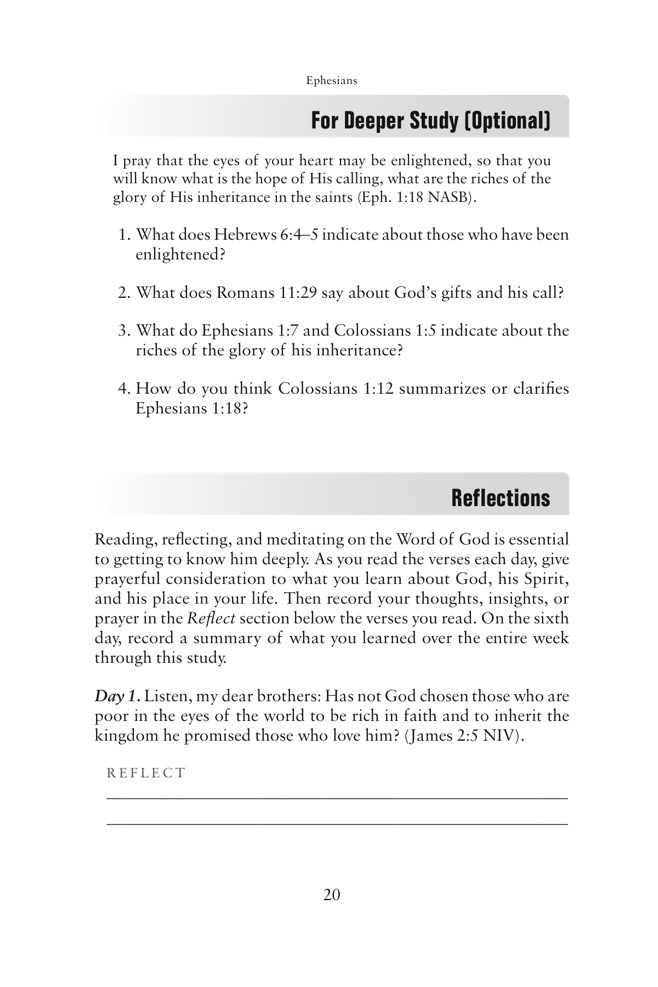 Ephesians
For Deeper Study (Optional)
I pray that the eyes of your heart may be enlightened, so that you
will know what is the hope of His calling, what are the riches of the
glory of His inheritance in the saints (Eph. 1:18 NASB).
1. What does Hebrews 6:4–5 indicate about those who have been
enlightened?
2. What does Romans 11:29 say about God’s gifts and his call?
3. What do Ephesians 1:7 and Colossians 1:5 indicate about the
riches of the glory of his inheritance?
4. How do you think Colossians 1:12 summarizes or clarifies
Ephesians 1:18?
Reflections
Reading, reflecting, and meditating on the Word of God is essential
to getting to know him deeply. As you read the verses each day, give
prayerful consideration to what you learn about God, his Spirit,
and his place in your life. Then record your thoughts, insights, or
prayer in the Reflect section below the verses you read. On the sixth
day, record a summary of what you learned over the entire week
through this study.
Day 1. Listen, my dear brothers: Has not God chosen those who are
poor in the eyes of the world to be rich in faith and to inherit the
kingdom he promised those who love him? (James 2:5 NIV).
REFLECT
20